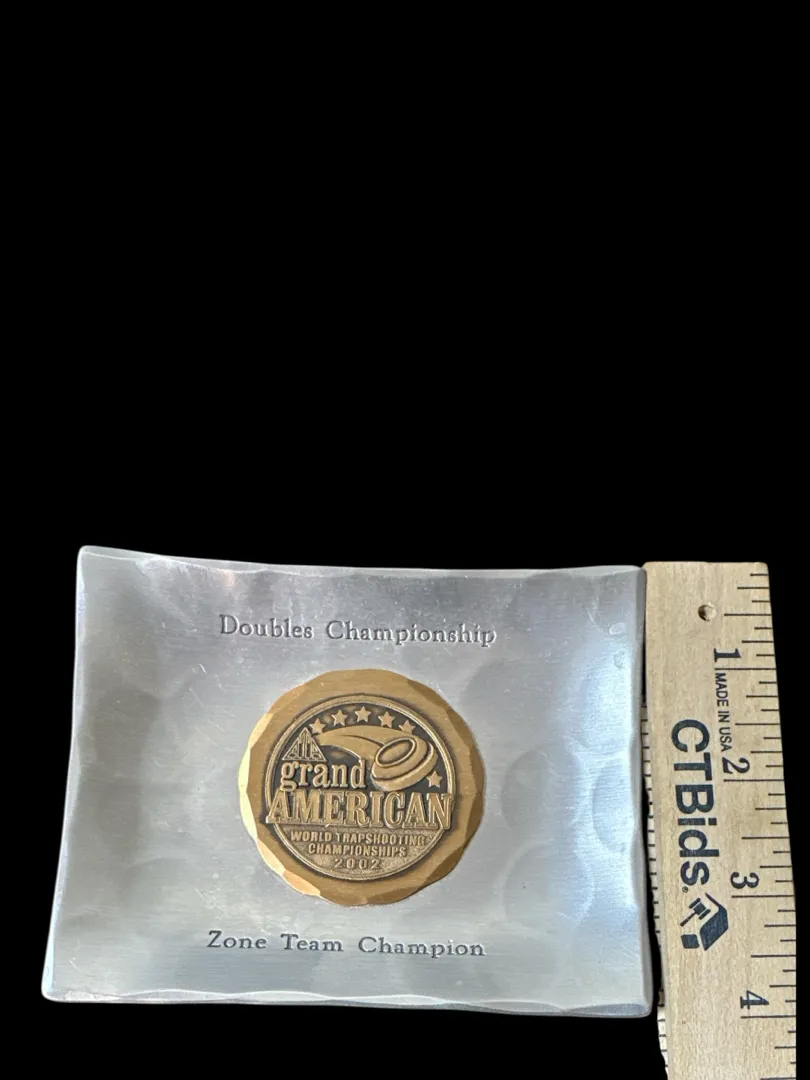 Doubles Championship
ATA
grand
AMERICAN
WORLD TRAPSHOOTING
CHAMPIONSHIPS
2002
Zone Team Champion
1
MADE IN USA
2
CTBids.
3
4